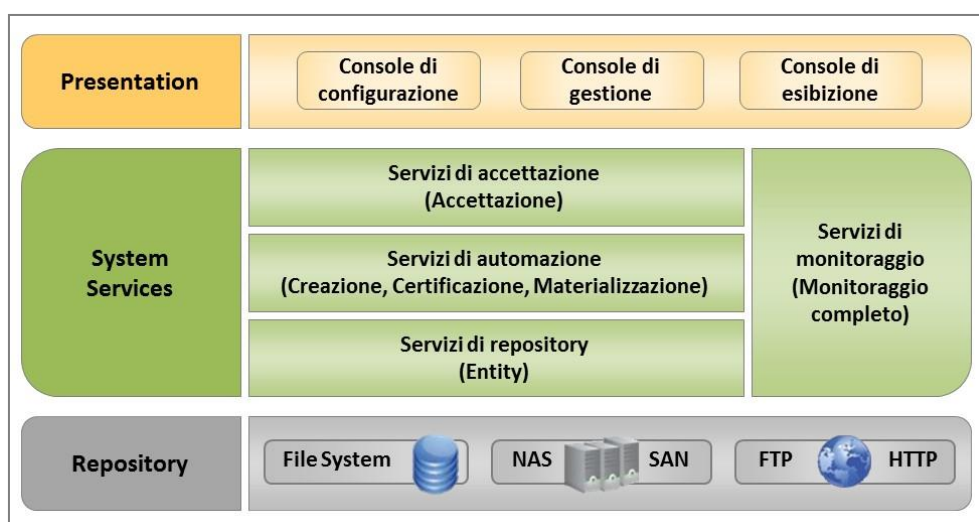 Presentation
Console di
configurazione
Console di
gestione
Console di
esibizione
System
Services
Servizi di accettazione
(Accettazione)
Servizi di automazione
(Creazione, Certificazione, Materializzazione)
Servizi di repository
(Entity)
Servizi di
monitoraggio
(Monitoraggio
completo)
Repository
File System
NAS
SAN
FTP
HTTP